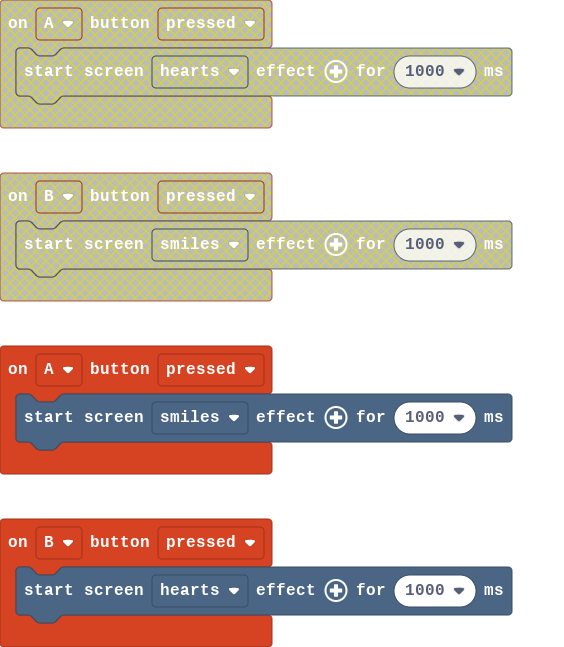 on A button pressed
start screen hearts effect for 1000 ms
on B button pressed
start screen smiles effect for 1000 ms
on A button pressed
start screen smiles effect for 1000 ms
on B button pressed
start screen hearts effect for 1000 ms